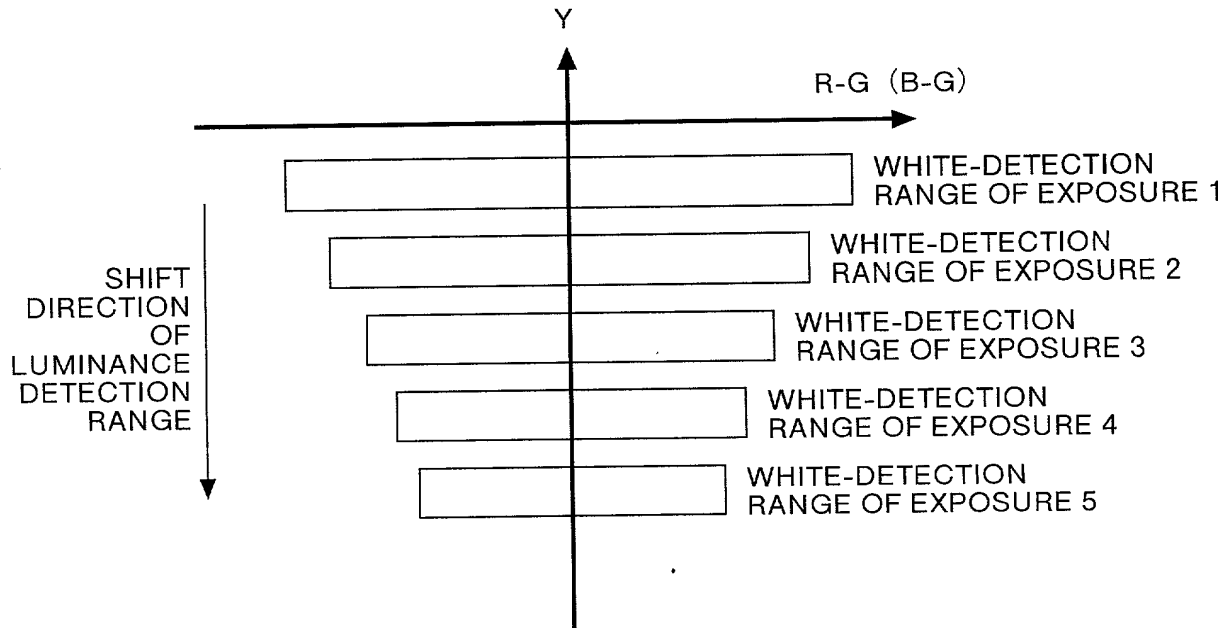 Y
R-G (B-G)
WHITE-DETECTION
RANGE OF EXPOSURE 1
WHITE-DETECTION
RANGE OF EXPOSURE 2
WHITE-DETECTION
RANGE OF EXPOSURE 3
WHITE-DETECTION
RANGE OF EXPOSURE 4
WHITE-DETECTION
RANGE OF EXPOSURE 5
SHIFT
DIRECTION
OF
LUMINANCE
DETECTION
RANGE